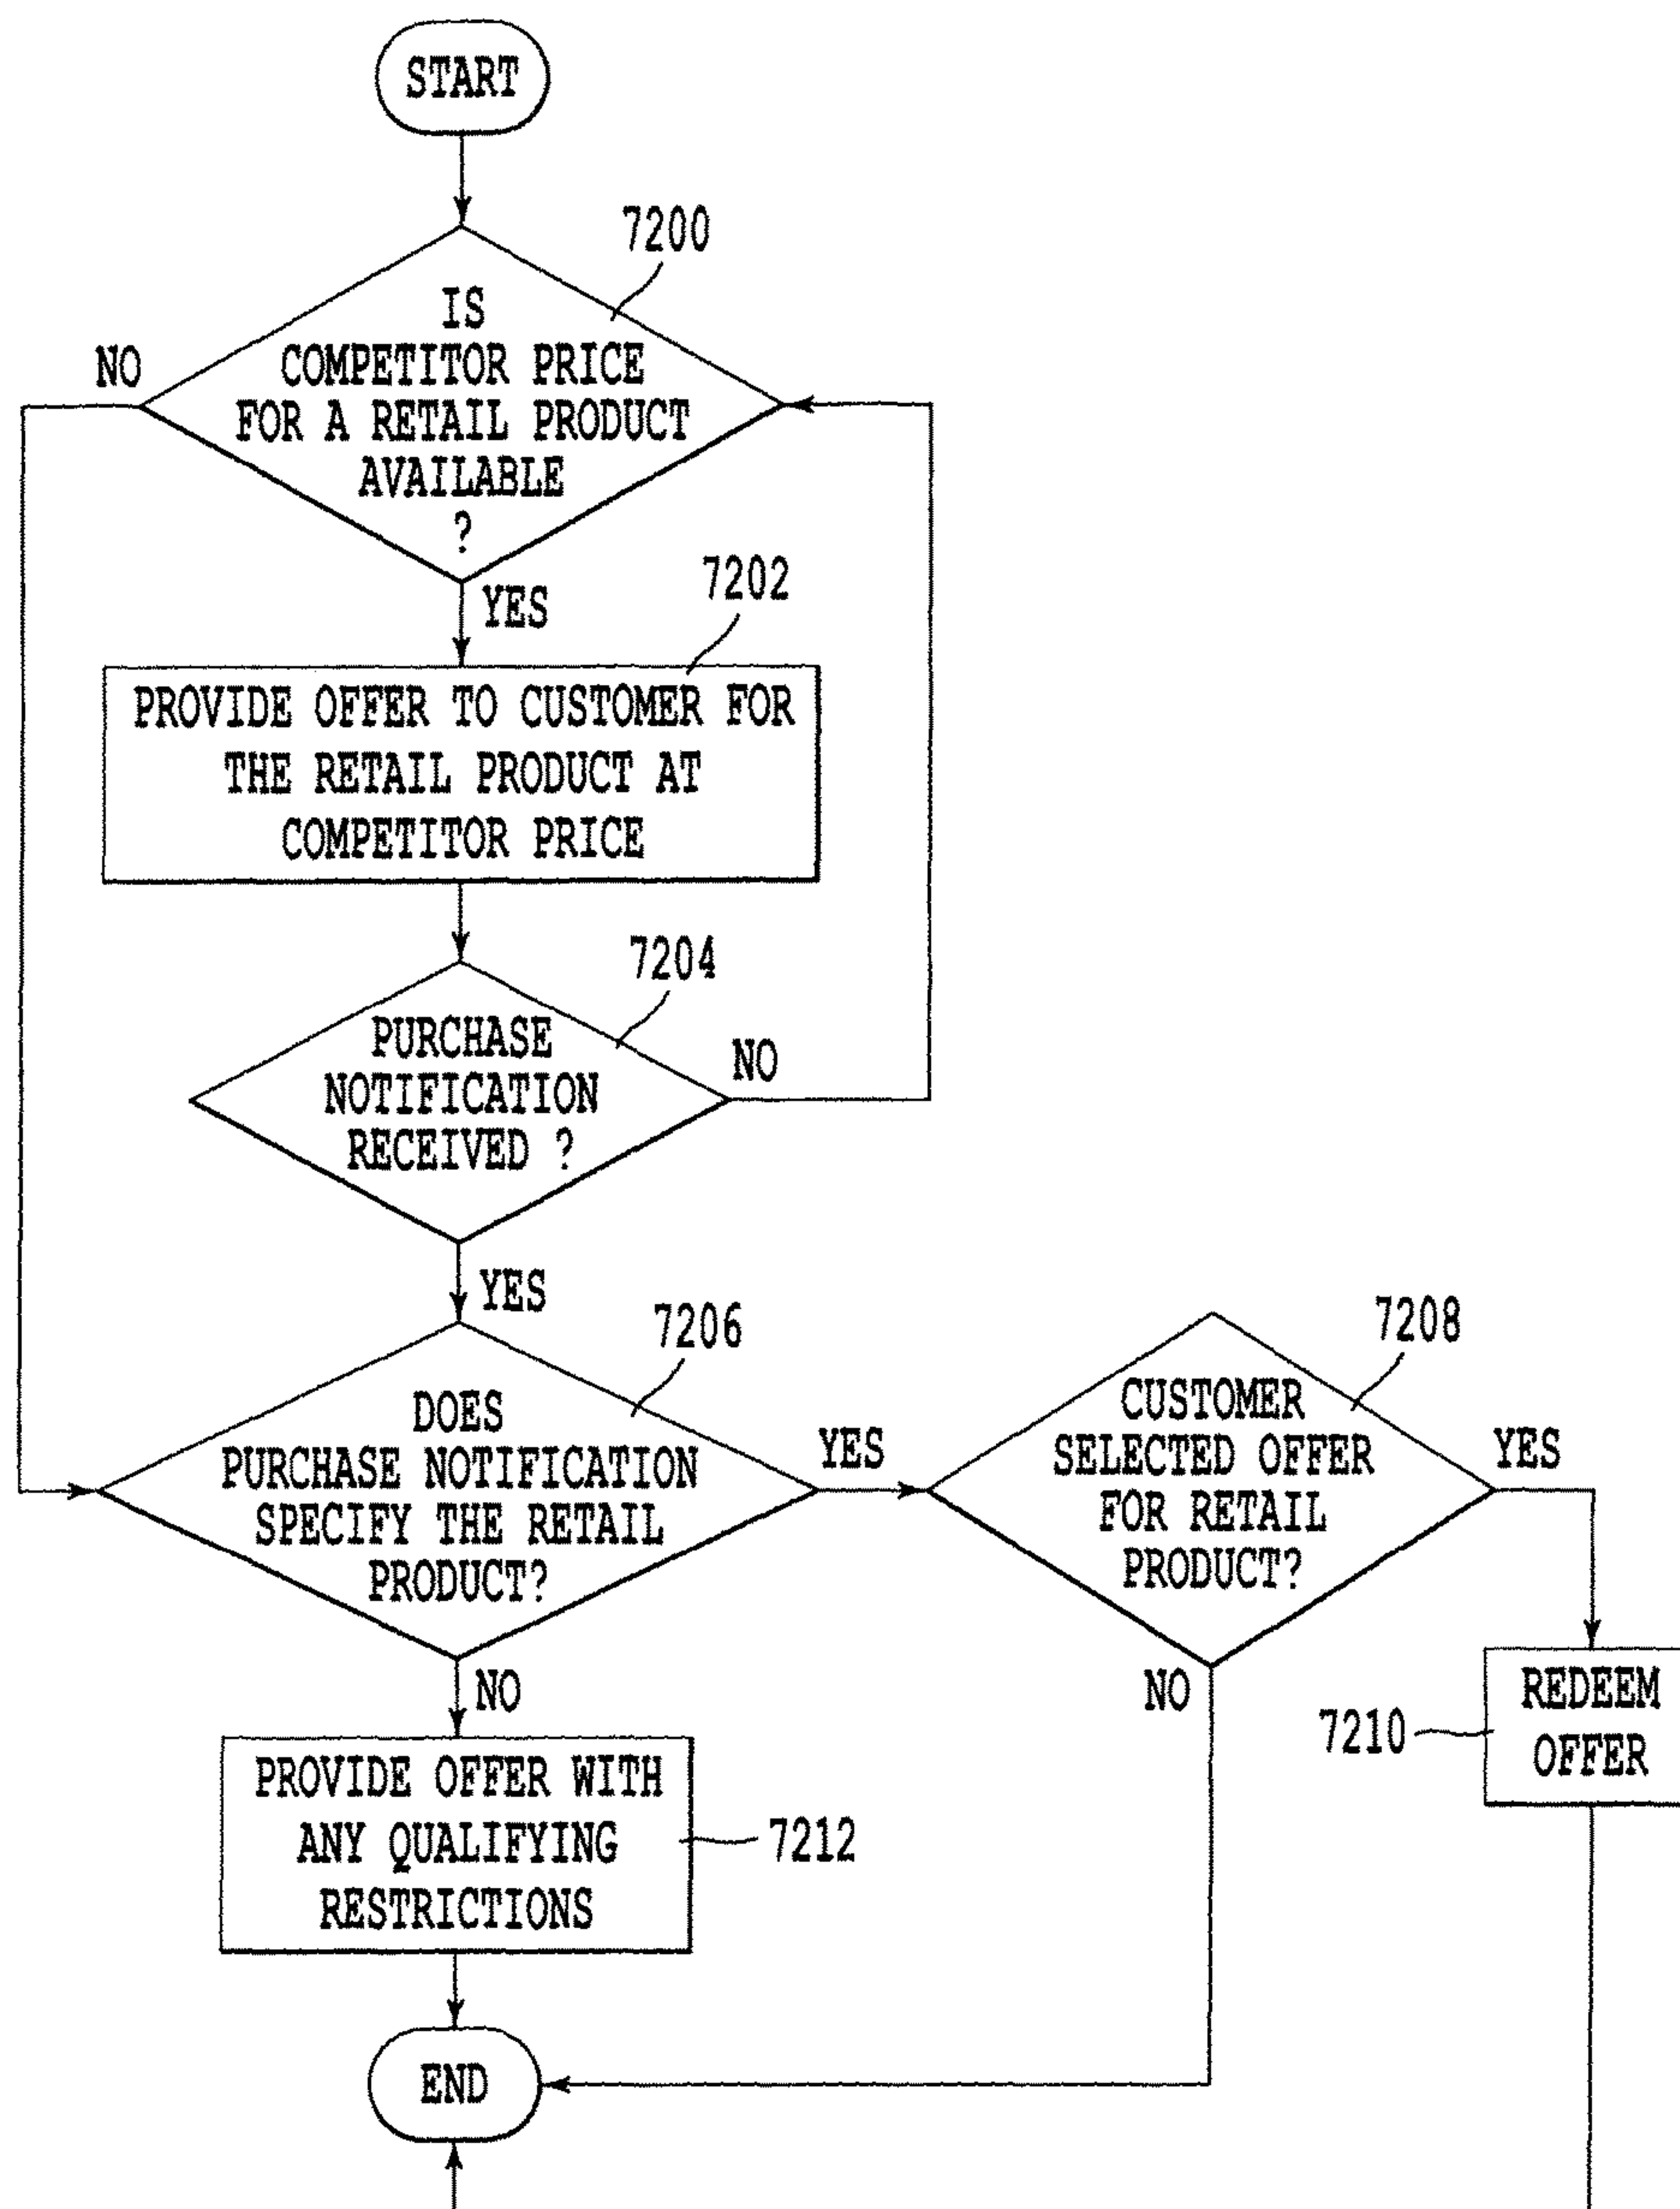 START
7200
IS
COMPETITOR PRICE
FOR A RETAIL PRODUCT
AVAILABLE
?
NO
YES
7202
PROVIDE OFFER TO CUSTOMER FOR
THE RETAIL PRODUCT AT
COMPETITOR PRICE
7204
PURCHASE
NOTIFICATION
RECEIVED ?
NO
YES
7206
DOES
PURCHASE NOTIFICATION
SPECIFY THE RETAIL
PRODUCT?
YES
7208
CUSTOMER
SELECTED OFFER
FOR RETAIL
PRODUCT?
YES
NO
NO
7210
REDEEM
OFFER
PROVIDE OFFER WITH
ANY QUALIFYING
RESTRICTIONS
7212
END